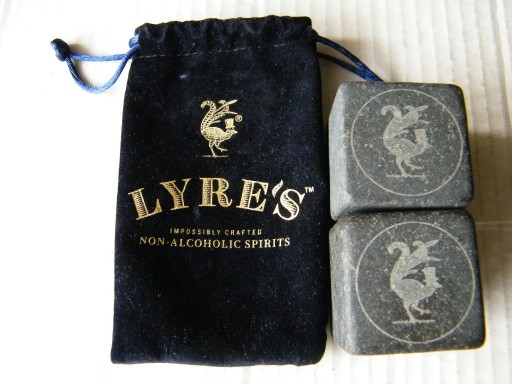 ®
LYRE'S™
IMPOSSIBLY CRAFTED
NON-ALCOHOLIC SPIRITS